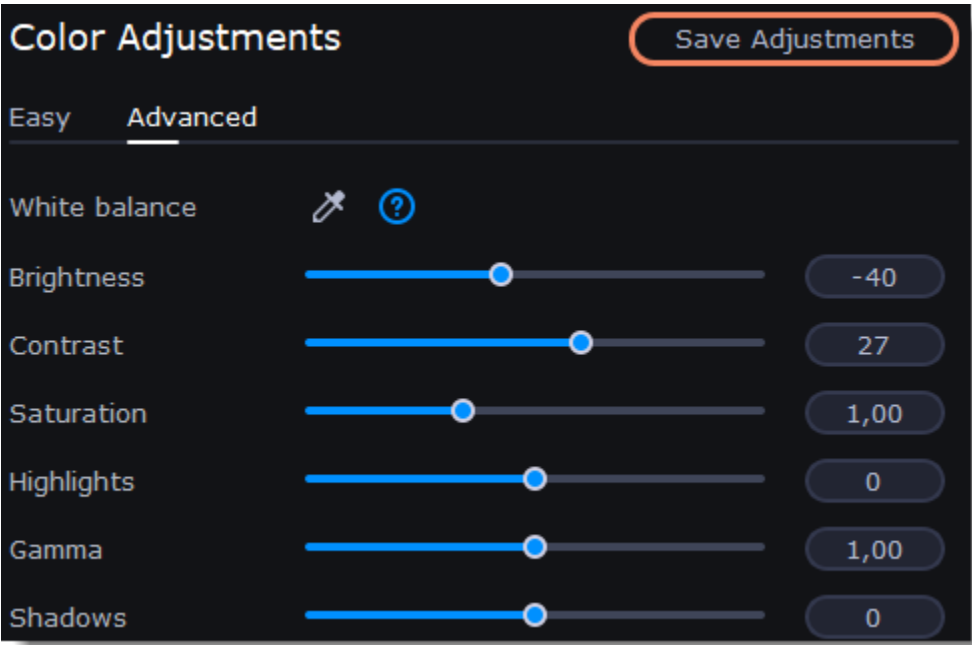 Color Adjustments
Save Adjustments
Easy Advanced
White balance ?
Brightness -40
Contrast 27
Saturation 1,00
Highlights 0
Gamma 1,00
Shadows 0